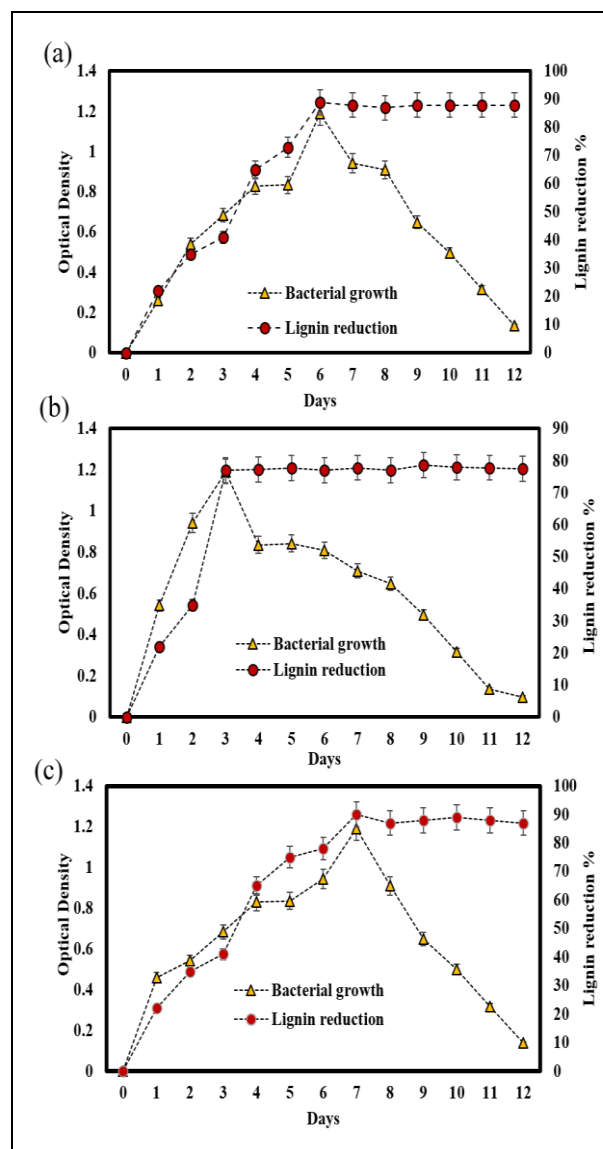 (a)
1.4
1.2
1
0.8
0.6
0.4
0.2
0
Optical Density
100
90
80
70
60
50
40
30
20
10
0
Lignin reduction %
Bacterial growth
Lignin reduction
0 1 2 3 4 5 6 7 8 9 10 11 12
Days
(b)
1.4
1.2
1
0.8
0.6
0.4
0.2
0
Optical Density
90
80
70
60
50
40
30
20
10
0
Lignin reduction %
Bacterial growth
Lignin reduction
0 1 2 3 4 5 6 7 8 9 10 11 12
Days
(c)
1.4
1.2
1
0.8
0.6
0.4
0.2
0
Optical Density
100
90
80
70
60
50
40
30
20
10
0
Lignin reduction %
Bacterial growth
Lignin reduction
0 1 2 3 4 5 6 7 8 9 10 11 12
Days